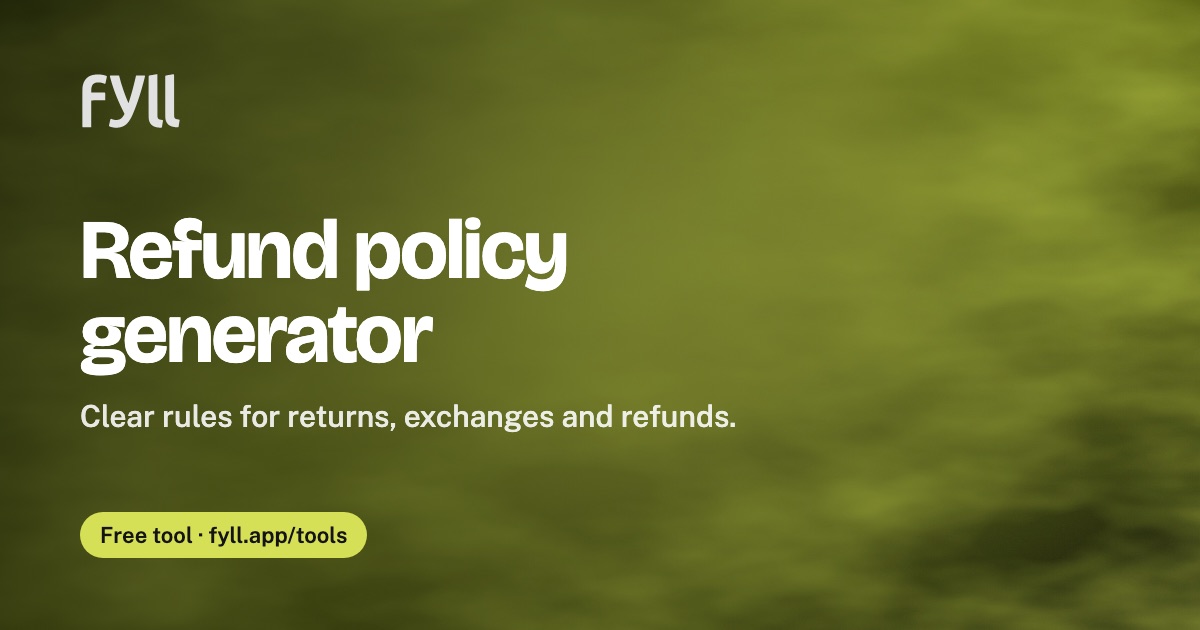 fyll
Refund policy
generator
Clear rules for returns, exchanges and refunds.
Free tool · fyll.app/tools